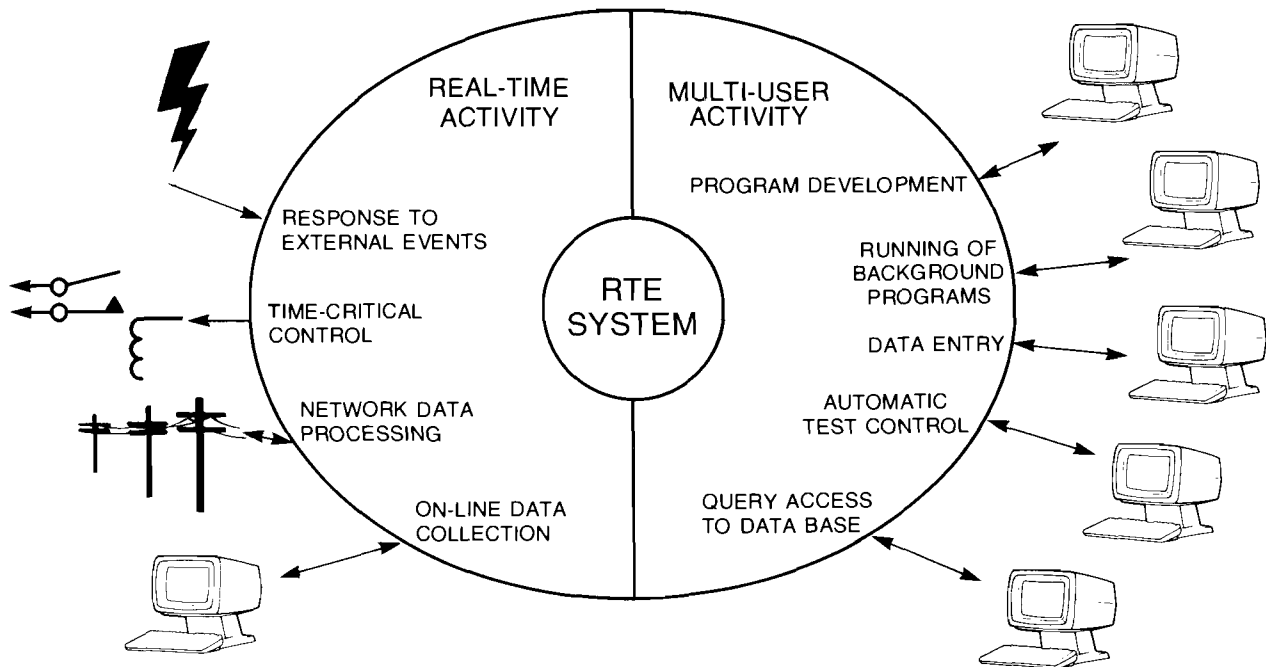 REAL-TIME
ACTIVITY
RESPONSE TO
EXTERNAL EVENTS
TIME-CRITICAL
CONTROL
NETWORK DATA
PROCESSING
ON-LINE DATA
COLLECTION
RTE
SYSTEM
MULTI-USER
ACTIVITY
PROGRAM DEVELOPMENT
RUNNING OF
BACKGROUND
PROGRAMS
DATA ENTRY
AUTOMATIC
TEST CONTROL
QUERY ACCESS
TO DATA BASE